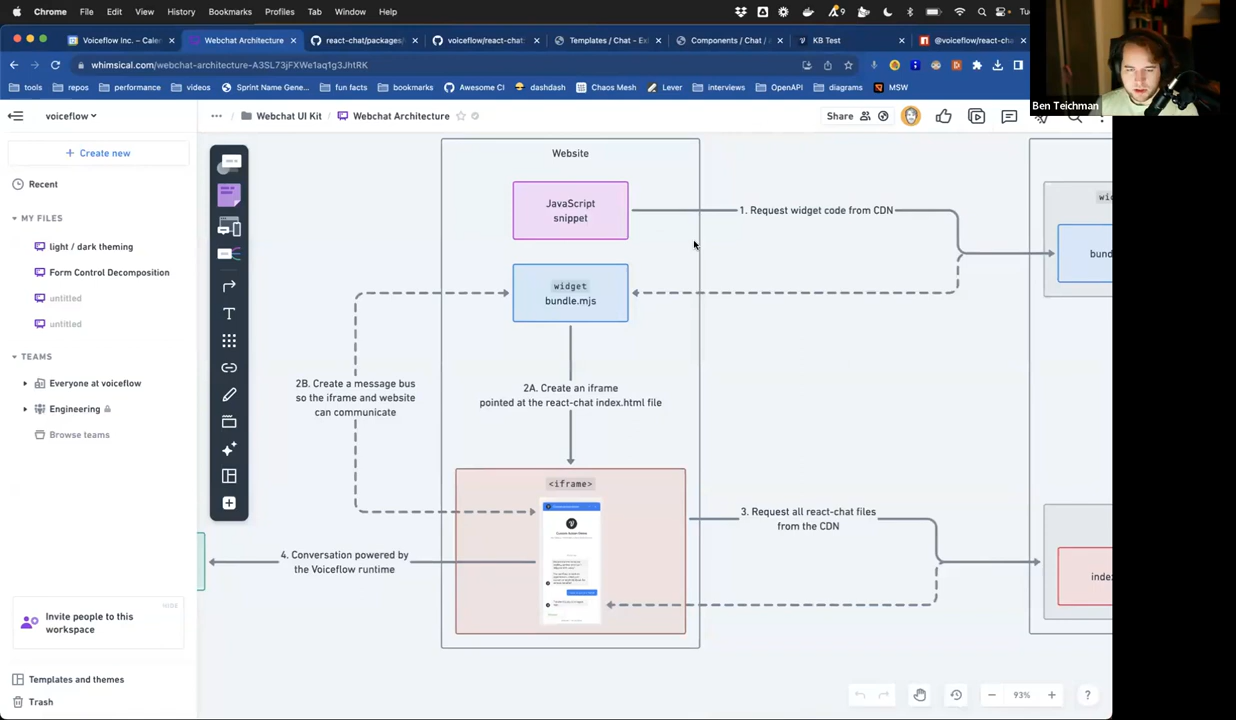 Chrome File Edit View History Bookmarks Profiles Tab Window Help
9
Voiceflow Inc. – Cale
Webchat Architecture
react-chat/packages/
voiceflow/react-chat:
Templates / Chat - Ex
Components / Chat /
KB Test
@voiceflow/react-cha
whimsical.com/webchat-architecture-A3SL73jFXWe1aq1g3JhtRK
tools
repos
performance
videos
Sprint Name Gene...
fun facts
bookmarks
Awesome CI
dashdash
Chaos Mesh
Lever
interviews
OpenAPI
diagrams
MSW
Ben Teichman
voiceflow
Webchat UI Kit / Webchat Architecture
Share
Create new
Recent
MY FILES
light / dark theming
Form Control Decomposition
untitled
untitled
TEAMS
Everyone at voiceflow
Engineering
Browse teams
HIDE
Invite people to this
workspace
Templates and themes
Trash
Website
JavaScript
snippet
1. Request widget code from CDN
widget
bundle.mjs
2B. Create a message bus
so the iframe and website
can communicate
2A. Create an iframe
pointed at the react-chat index.html file
<iframe>
3. Request all react-chat files
from the CDN
4. Conversation powered by
the Voiceflow runtime
wid
bund
index
93%
?